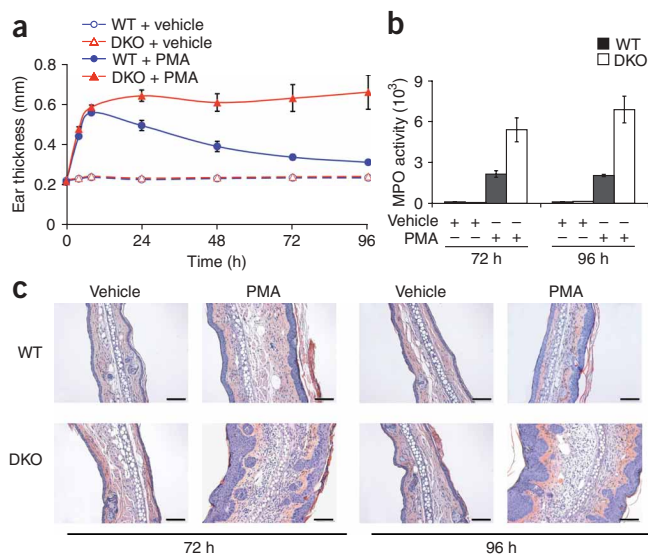 a
WT + vehicle
DKO + vehicle
WT + PMA
DKO + PMA
Ear thickness (mm)
0.8
0.6
0.4
0.2
0
0 24 48 72 96
Time (h)
b
WT
DKO
MPO activity (10³)
9
6
3
0
Vehicle + + − − + + − −
PMA − − + + − − + +
72 h 96 h
c
Vehicle PMA Vehicle PMA
WT
DKO
72 h 96 h